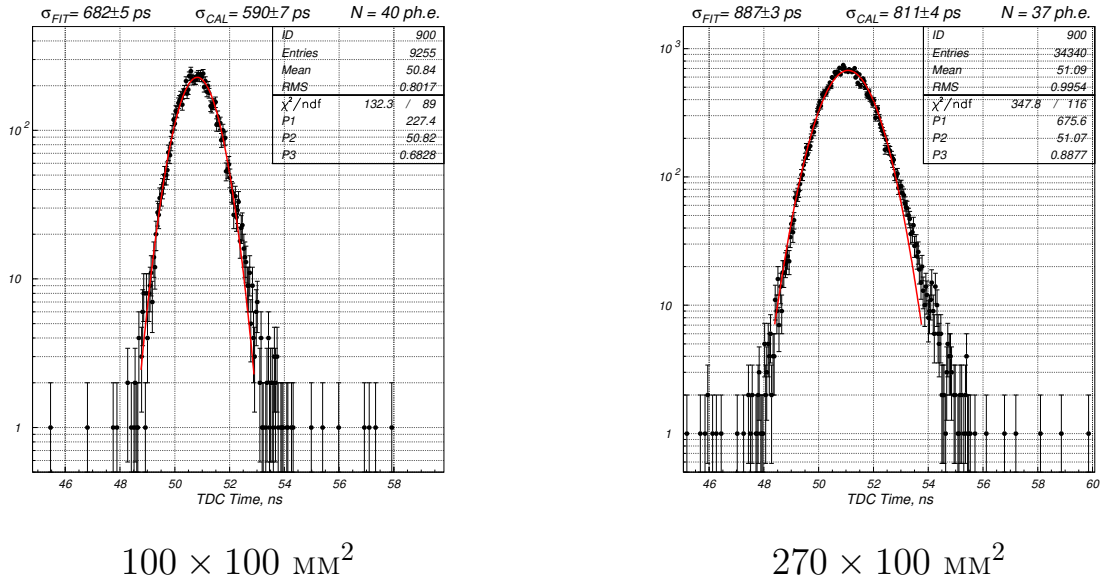 σFIT= 682±5 ps σCAL= 590±7 ps N = 40 ph.e.
ID 900
Entries 9255
Mean 50.84
RMS 0.8017
χ²/ndf 132.3 / 89
P1 227.4
P2 50.82
P3 0.6828
10²
10
1
46 48 50 52 54 56 58
TDC Time, ns
100 × 100 мм²
σFIT= 887±3 ps σCAL= 811±4 ps N = 37 ph.e.
ID 900
Entries 34340
Mean 51.09
RMS 0.9954
χ²/ndf 347.8 / 116
P1 675.6
P2 51.07
P3 0.8877
10³
10²
10
1
46 48 50 52 54 56 58 60
TDC Time, ns
270 × 100 мм²